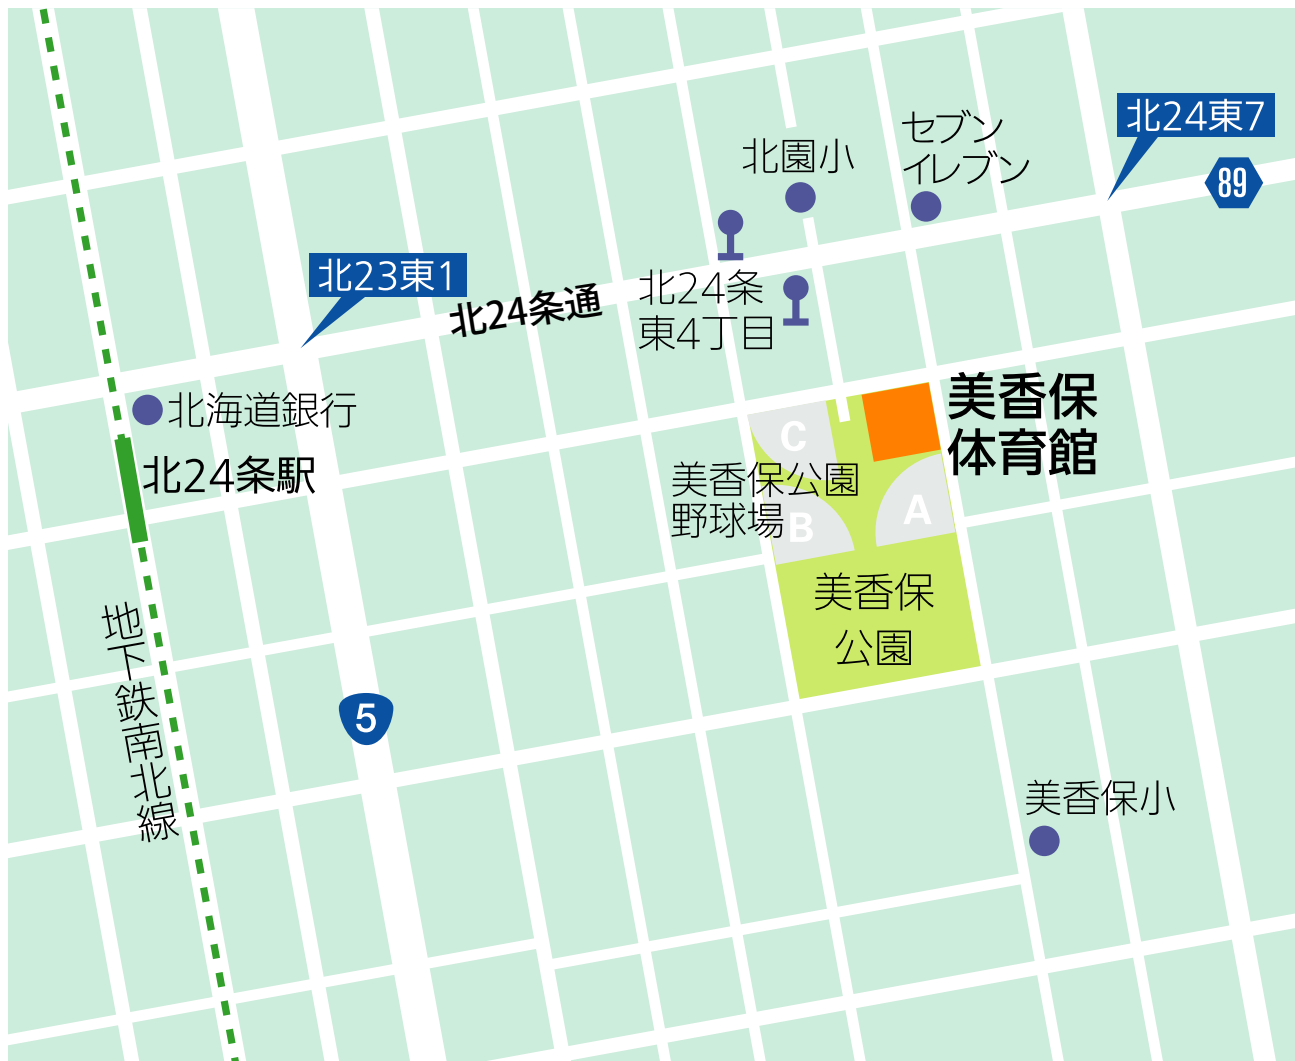 北24東7
セブン
イレブン
北園小
89
北23東1
北24条通
北24条
東4丁目
北海道銀行
北24条駅
美香保
体育館
C
美香保公園
野球場
B
A
美香保
公園
地下鉄南北線
5
美香保小